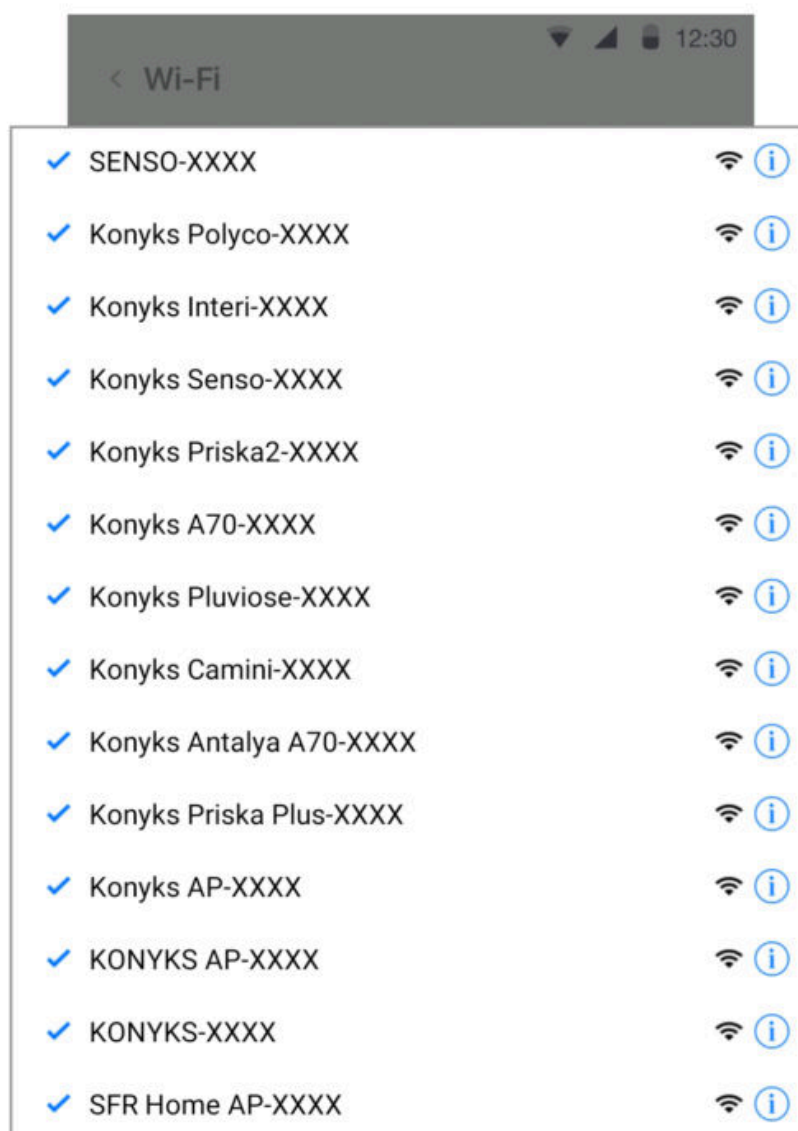 12:30
< Wi-Fi
SENSO-XXXX
Konyks Polyco-XXXX
Konyks Interi-XXXX
Konyks Senso-XXXX
Konyks Priska2-XXXX
Konyks A70-XXXX
Konyks Pluviose-XXXX
Konyks Camini-XXXX
Konyks Antalya A70-XXXX
Konyks Priska Plus-XXXX
Konyks AP-XXXX
KONYKS AP-XXXX
KONYKS-XXXX
SFR Home AP-XXXX